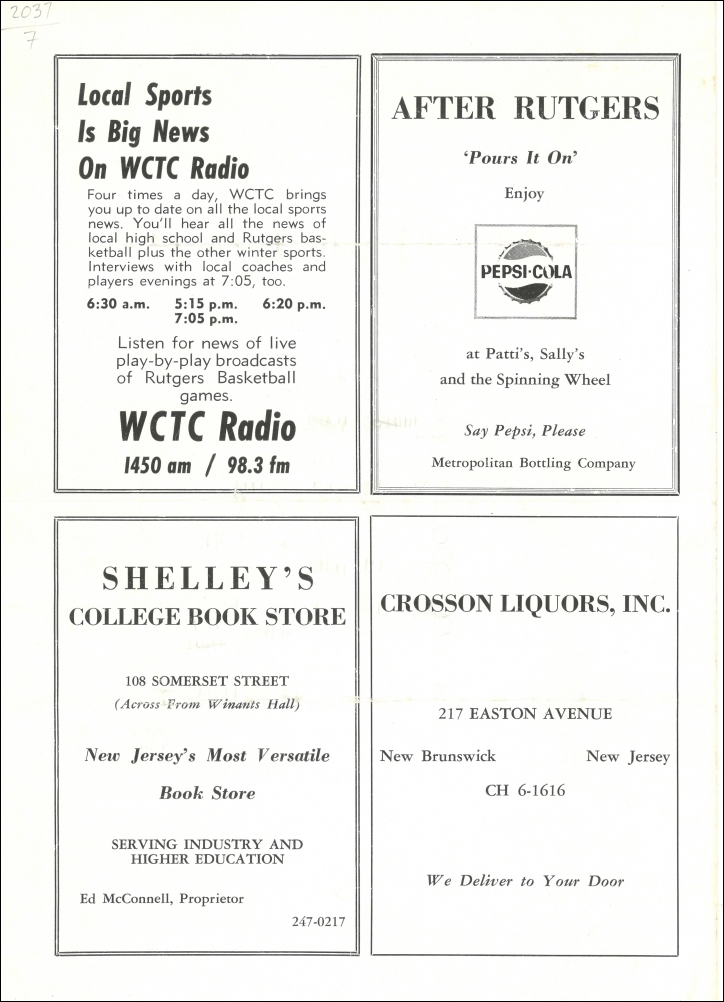 2037
7
Local Sports
Is Big News
On WCTC Radio
Four times a day, WCTC brings
you up to date on all the local sports
news. You'll hear all the news of
local high school and Rutgers bas-
ketball plus the other winter sports.
Interviews with local coaches and
players evenings at 7:05, too.
6:30 a.m. 5:15 p.m. 6:20 p.m.
7:05 p.m.
Listen for news of live
play-by-play broadcasts
of Rutgers Basketball
games.
WCTC Radio
1450 am / 98.3 fm
AFTER RUTGERS
'Pours It On'
Enjoy
PEPSI-COLA
at Patti's, Sally's
and the Spinning Wheel
Say Pepsi, Please
Metropolitan Bottling Company
SHELLEY'S
COLLEGE BOOK STORE
108 SOMERSET STREET
(Across From Winants Hall)
New Jersey's Most Versatile
Book Store
SERVING INDUSTRY AND
HIGHER EDUCATION
Ed McConnell, Proprietor
247-0217
CROSSON LIQUORS, INC.
217 EASTON AVENUE
New Brunswick New Jersey
CH 6-1616
We Deliver to Your Door